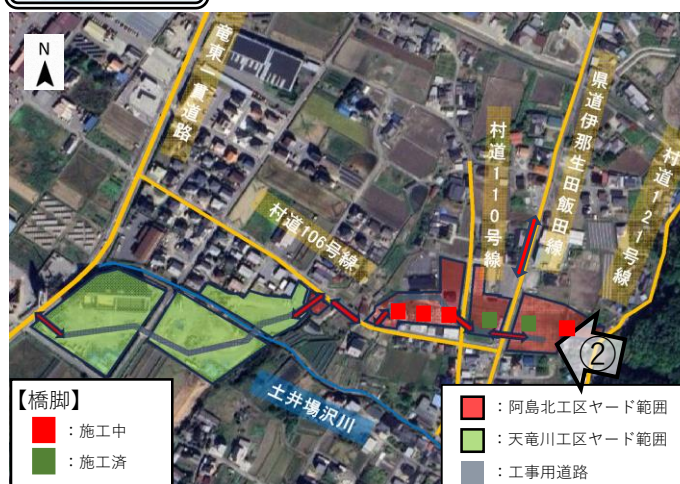 N
竜東一貫道路
村道106号線
村道110号線
県道伊那生田飯田線
村道121号線
土井場沢川
②
【橋脚】
：施工中
：施工済
：阿島北工区ヤード範囲
：天竜川工区ヤード範囲
：工事用道路